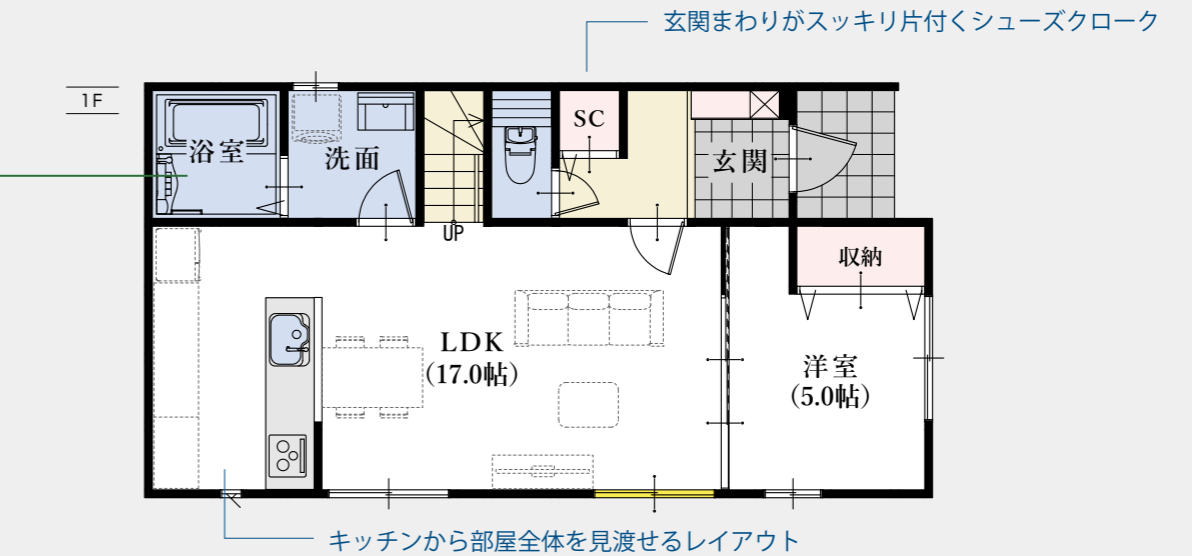 玄関まわりがスッキリ片付くシューズクローク
1F
浴室
洗面
SC
玄関
UP
収納
LDK
(17.0帖)
洋室
(5.0帖)
キッチンから部屋全体を見渡せるレイアウト